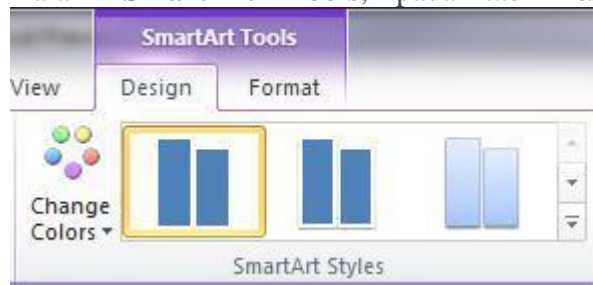 SmartArt Tools
View Design Format
Change
Colors
SmartArt Styles